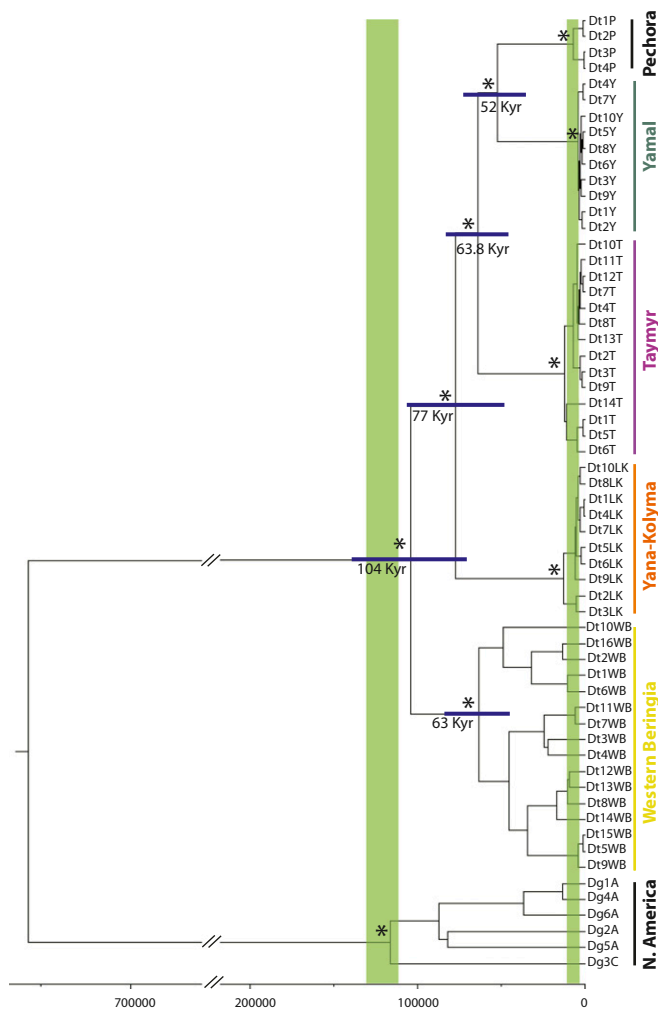 Dt1P
Dt2P
Dt3P
Dt4P
Pechora
Dt4Y
Dt7Y
Dt10Y
Dt5Y
Dt8Y
Dt6Y
Dt3Y
Dt9Y
Dt1Y
Dt2Y
Yamal
Dt10T
Dt11T
Dt12T
Dt7T
Dt4T
Dt8T
Dt13T
Dt2T
Dt3T
Dt9T
Dt14T
Dt1T
Dt5T
Dt6T
Taymyr
Dt10LK
Dt8LK
Dt1LK
Dt4LK
Dt7LK
Dt5LK
Dt6LK
Dt9LK
Dt2LK
Dt3LK
Yana-Kolyma
Dt10WB
Dt16WB
Dt2WB
Dt1WB
Dt6WB
Dt11WB
Dt7WB
Dt3WB
Dt4WB
Dt12WB
Dt13WB
Dt8WB
Dt14WB
Dt15WB
Dt5WB
Dt9WB
Western Beringia
Dg1A
Dg4A
Dg6A
Dg2A
Dg5A
Dg3C
N. America
* * * * * * * * * *
52 Kyr
63.8 Kyr
77 Kyr
104 Kyr
63 Kyr
700000 200000 100000 0